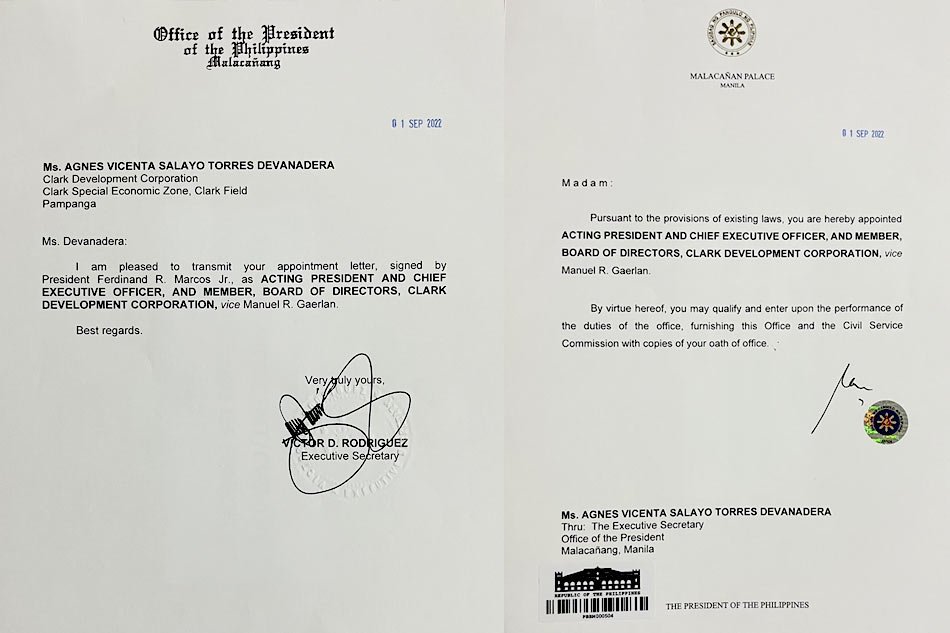 Office of the President
of the Philippines
Malacañang
01 SEP 2022
Ms. AGNES VICENTA SALAYO TORRES DEVANADERA
Clark Development Corporation
Clark Special Economic Zone, Clark Field
Pampanga
Ms. Devanadera:
I am pleased to transmit your appointment letter, signed by
President Ferdinand R. Marcos Jr., as ACTING PRESIDENT AND CHIEF
EXECUTIVE OFFICER, AND MEMBER, BOARD OF DIRECTORS, CLARK
DEVELOPMENT CORPORATION, vice Manuel R. Gaerlan.
Best regards.
Very truly yours,
VICTOR D. RODRIGUEZ
Executive Secretary
MALACAÑAN PALACE
MANILA
01 SEP 2022
Madam:
Pursuant to the provisions of existing laws, you are hereby appointed
ACTING PRESIDENT AND CHIEF EXECUTIVE OFFICER, AND MEMBER,
BOARD OF DIRECTORS, CLARK DEVELOPMENT CORPORATION, vice
Manuel R. Gaerlan.
By virtue hereof, you may qualify and enter upon the performance of
the duties of the office, furnishing this Office and the Civil Service
Commission with copies of your oath of office.
Ms. AGNES VICENTA SALAYO TORRES DEVANADERA
Thru: The Executive Secretary
Office of the President
Malacañang, Manila
REPUBLIC OF THE PHILIPPINES
PBBM000504
THE PRESIDENT OF THE PHILIPPINES